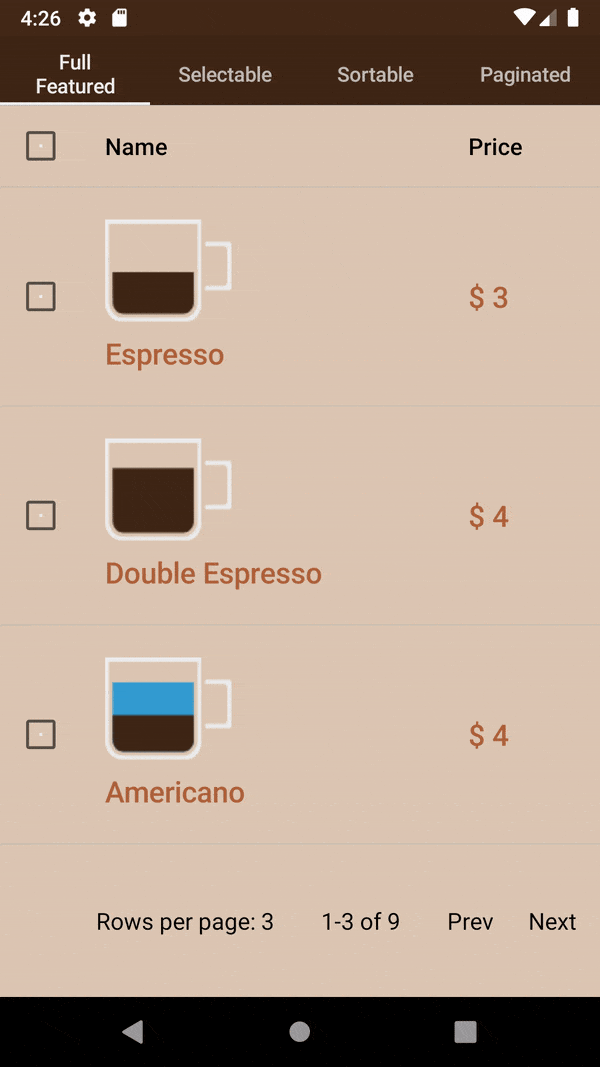 4:26
Full
Featured
Selectable
Sortable
Paginated
Name
Price
Espresso
$ 3
Double Espresso
$ 4
Americano
$ 4
Rows per page: 3
1-3 of 9
Prev
Next